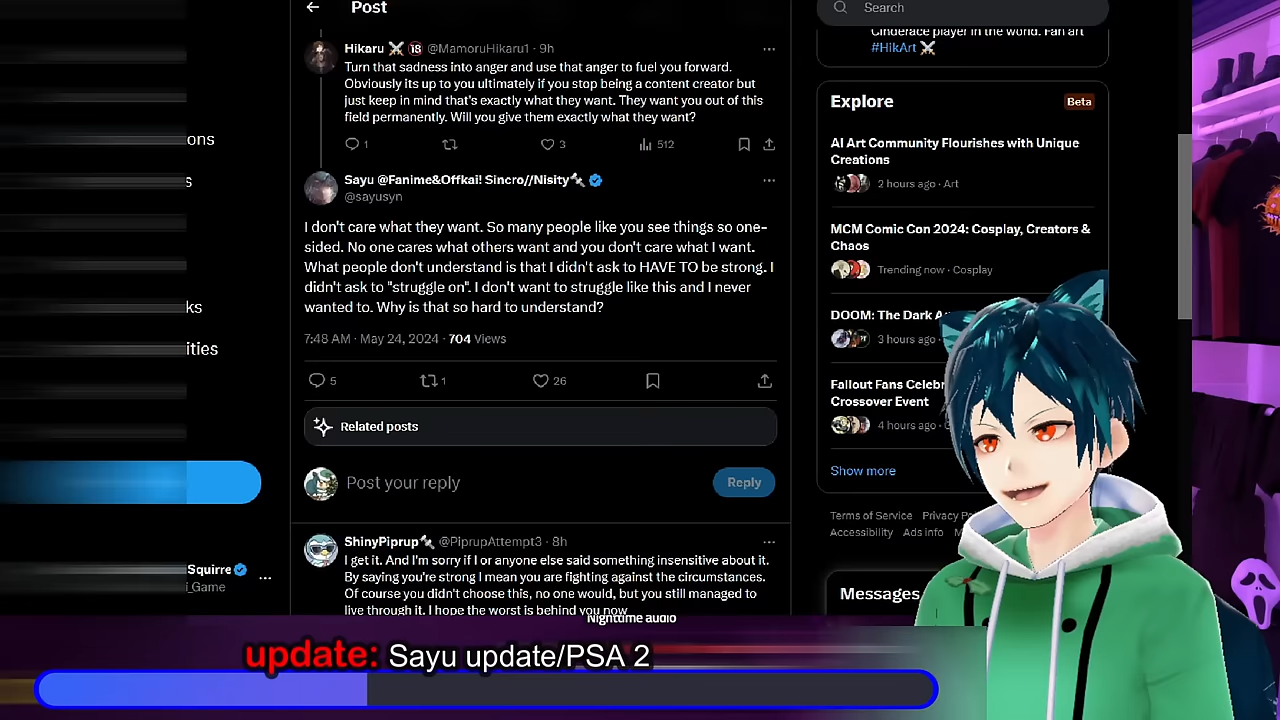 Post
Search
Hikaru ⚔️ 🔞 @MamoruHikaru1 · 9h
Turn that sadness into anger and use that anger to fuel you forward.
Obviously its up to you ultimately if you stop being a content creator but
just keep in mind that's exactly what they want. They want you out of this
field permanently. Will you give them exactly what they want?
1
3
512
Sayu @Fanime&Offkai! Sincro//Nisity🔩
@sayusyn
I don't care what they want. So many people like you see things so one-
sided. No one cares what others want and you don't care what I want.
What people don't understand is that I didn't ask to HAVE TO be strong. I
didn't ask to "struggle on". I don't want to struggle like this and I never
wanted to. Why is that so hard to understand?
7:48 AM · May 24, 2024 · 704 Views
5
1
26
Related posts
Post your reply
Reply
ShinyPiprup🔩 @PiprupAttempt3 · 8h
I get it. And I'm sorry if I or anyone else said something insensitive about it.
By saying you're strong I mean you are fighting against the circumstances.
Of course you didn't choose this, no one would, but you still managed to
live through it. I hope the worst is behind you now
Cinderace player in the world. Fan art
#HikArt ⚔️
Explore
Beta
AI Art Community Flourishes with Unique
Creations
2 hours ago · Art
MCM Comic Con 2024: Cosplay, Creators &
Chaos
Trending now · Cosplay
DOOM: The Dark A
3 hours ago ·
Fallout Fans Celebr
Crossover Event
4 hours ago ·
Show more
Terms of Service
Privacy Po
Accessibility
Ads info
M
Messages
ons
s
ks
ities
Squirre
i_Game
Nighttime audio
update: Sayu update/PSA 2